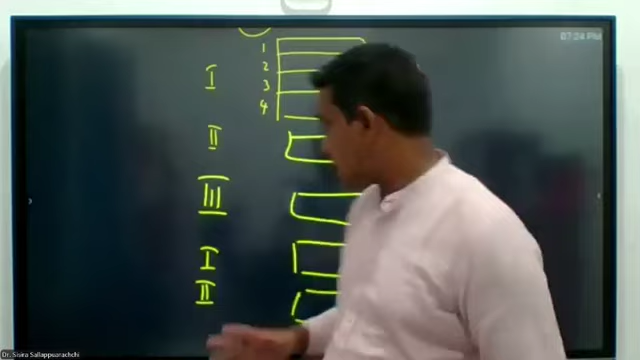 07:24 PM
1
2
I
3
4
II
III
I
II
Dr. Sisira Sallappuarachchi